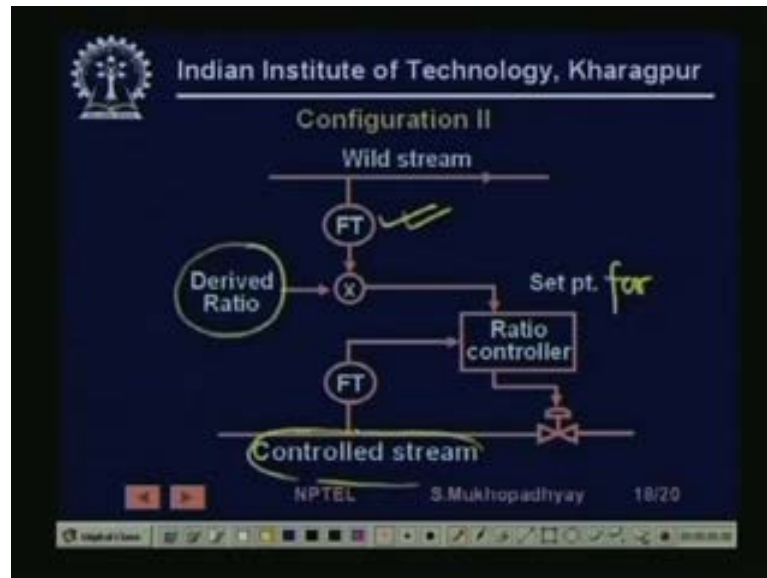 Indian Institute of Technology, Kharagpur
Configuration II
Wild stream
FT
Derived
Ratio
X
Set pt. for
Ratio
controller
FT
Controlled stream
NPTEL S.Mukhopadhyay 18/20